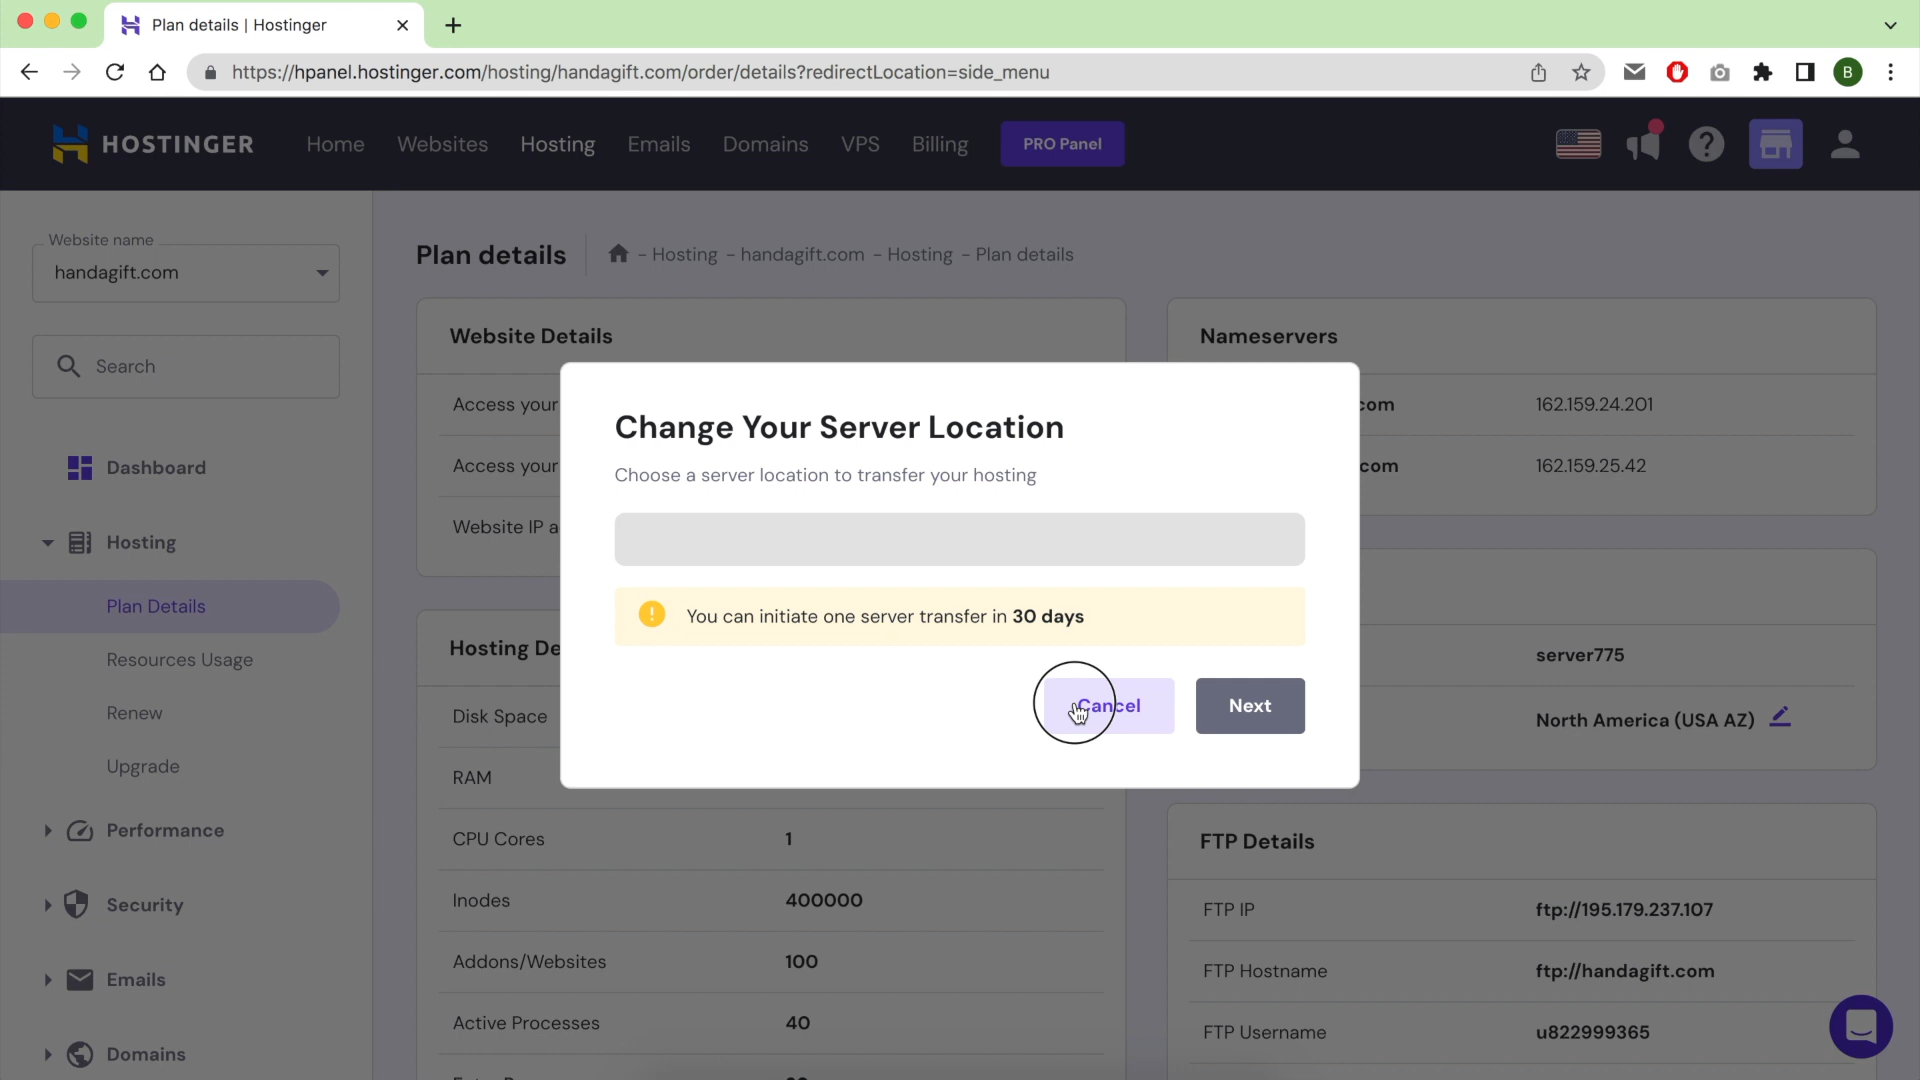 Plan details | Hostinger
https://hpanel.hostinger.com/hosting/handagift.com/order/details?redirectLocation=side_menu
B
HOSTINGER
Home
Websites
Hosting
Emails
Domains
VPS
Billing
PRO Panel
Website name
handagift.com
Search
Dashboard
Hosting
Plan Details
Resources Usage
Renew
Upgrade
Performance
Security
Emails
Domains
Plan details
- Hosting - handagift.com - Hosting - Plan details
Website Details
Access your
Access your
Website IP a
Hosting De
Disk Space
RAM
CPU Cores 1
Inodes 400000
Addons/Websites 100
Active Processes 40
Change Your Server Location
Choose a server location to transfer your hosting
You can initiate one server transfer in 30 days
Cancel
Next
Nameservers
com 162.159.24.201
com 162.159.25.42
server775
North America (USA AZ)
FTP Details
FTP IP ftp://195.179.237.107
FTP Hostname ftp://handagift.com
FTP Username u822999365